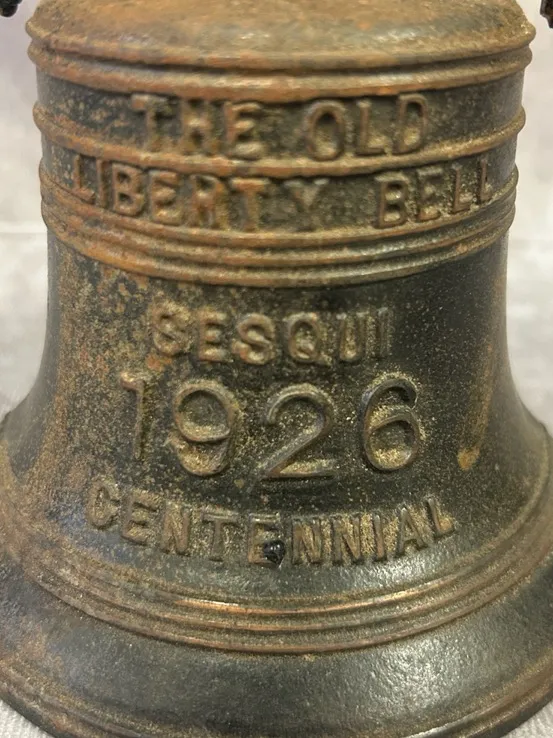 THE OLD
LIBERTY BELL
SESQUI
1926
CENTENNIAL